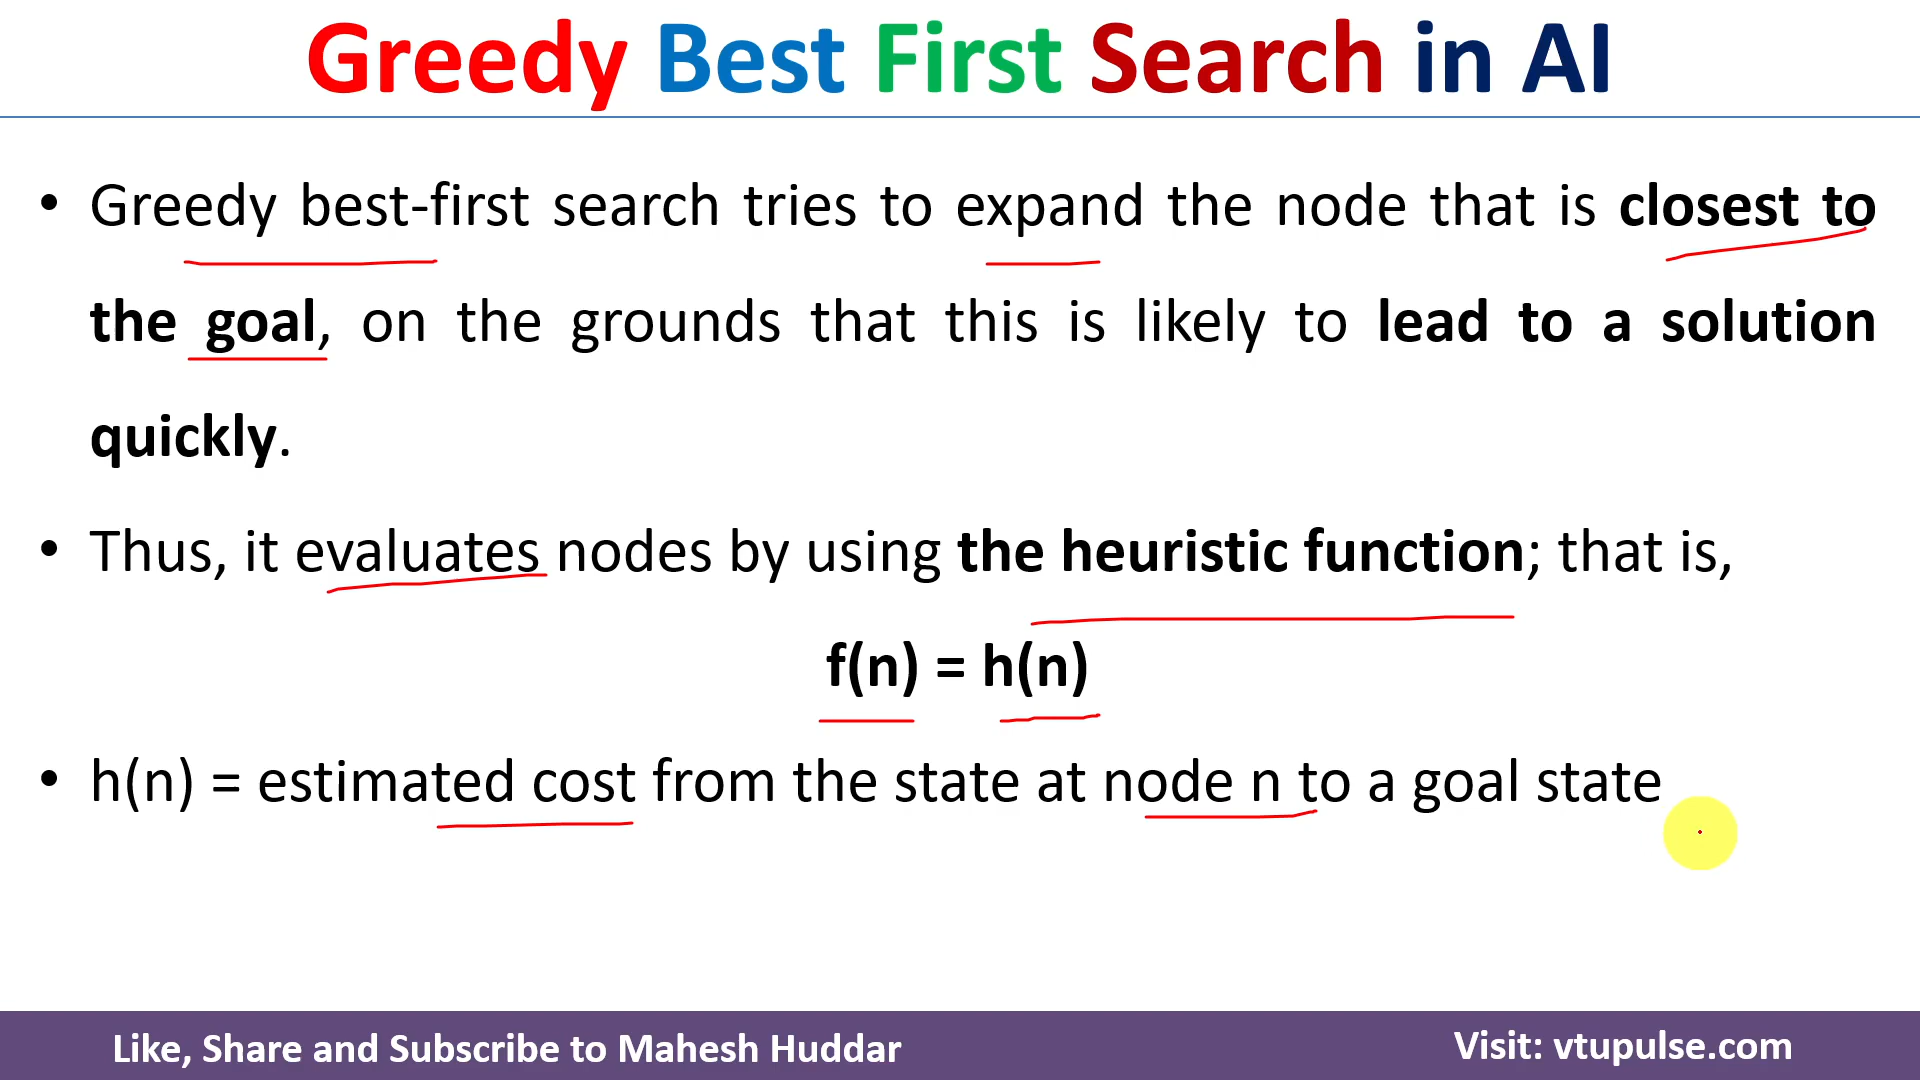 Greedy Best First Search in AI
• Greedy best-first search tries to expand the node that is closest to
the goal, on the grounds that this is likely to lead to a solution
quickly.
• Thus, it evaluates nodes by using the heuristic function; that is,
f(n) = h(n)
• h(n) = estimated cost from the state at node n to a goal state
Like, Share and Subscribe to Mahesh Huddar
Visit: vtupulse.com